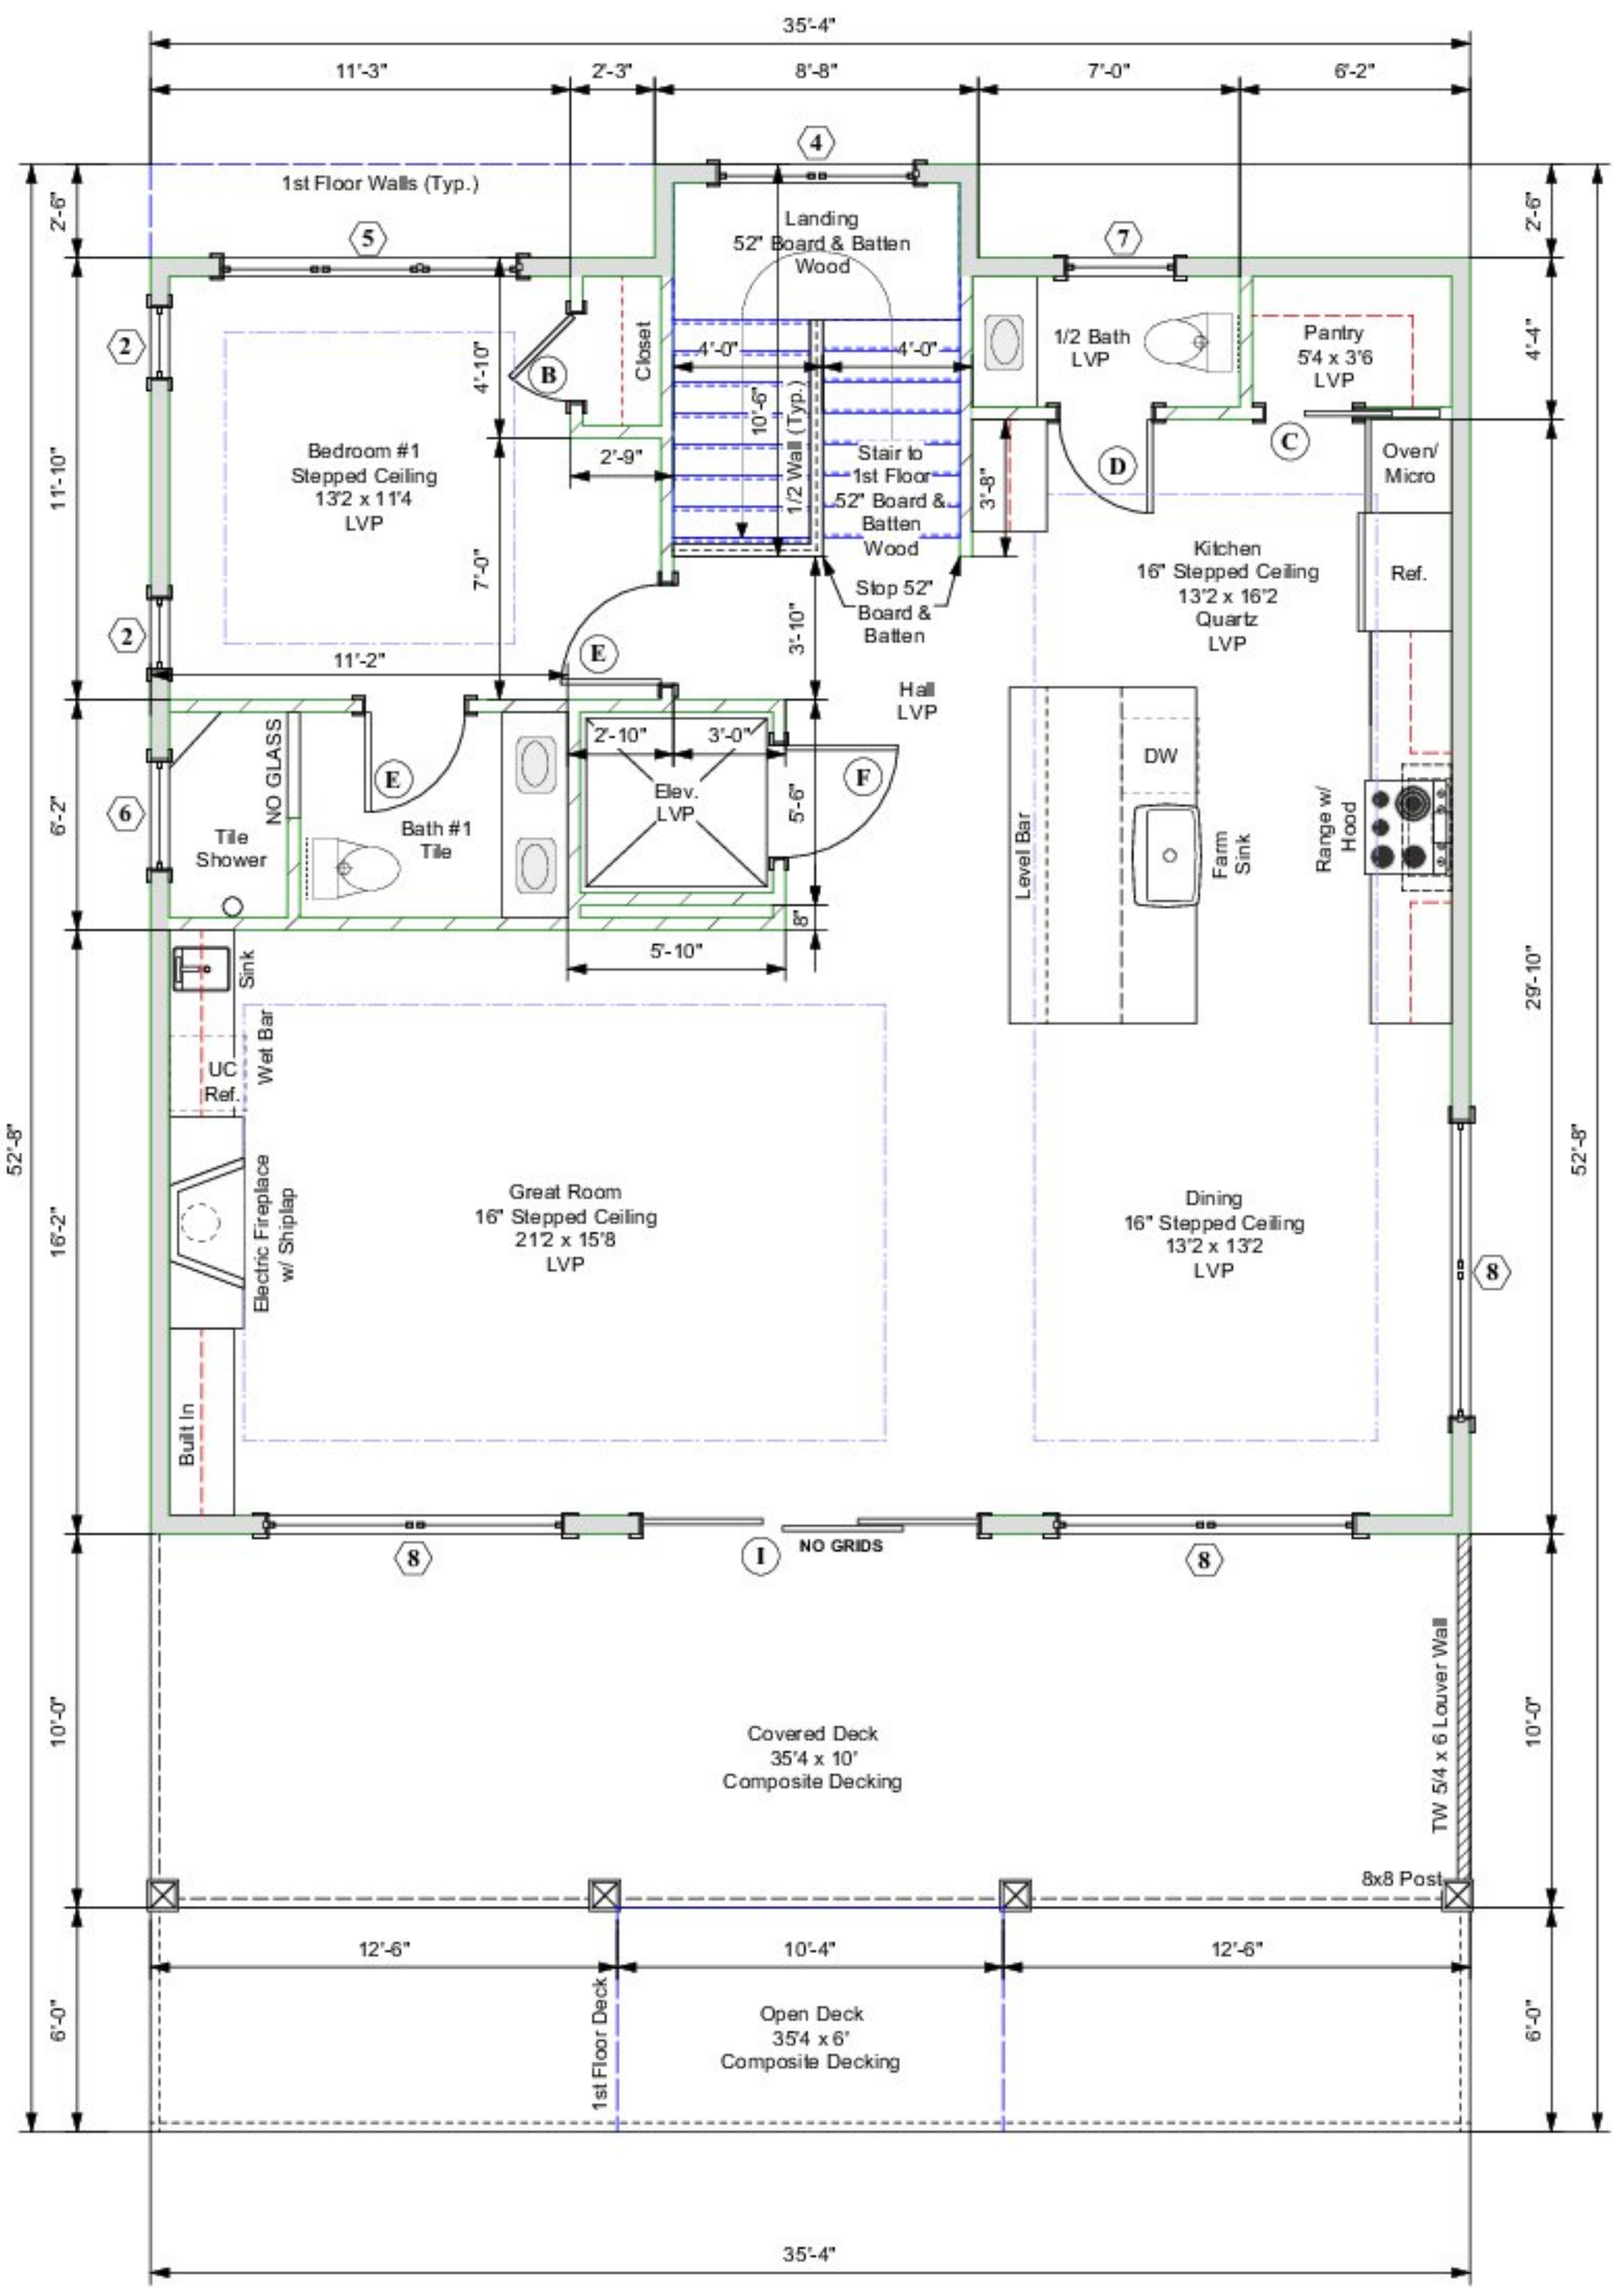 35'-4"
11'-3"
2'-3"
8'-8"
7'-0"
6'-2"
4
1st Floor Walls (Typ.)
2'-6"
2'-6"
5
7
Landing
52" Board & Batten
Wood
2
B
Closet
4'-10"
4'-0"
4'-0"
10'-6"
1/2 Wall (Typ.)
1/2 Bath
LVP
Pantry
5'4 x 3'6
LVP
4'-4"
11'-10"
Bedroom #1
Stepped Ceiling
13'2 x 11'4
LVP
2'-9"
Stair to
1st Floor
52" Board &
Batten
Wood
3'-8"
D
C
Oven/
Micro
7'-0"
Kitchen
16" Stepped Ceiling
13'2 x 16'2
Quartz
LVP
Ref.
Stop 52"
Board &
Batten
3'-10"
2
11'-2"
E
Hall
LVP
NO GLASS
2'-10"
3'-0"
DW
E
F
6
6'-2"
Tile
Shower
Bath #1
Tile
Elev.
LVP
5'-6"
Level Bar
Farm
Sink
Range w/
Hood
8"
5'-10"
29'-10"
Sink
Wet Bar
UC
Ref.
52'-8"
52'-8"
16'-2"
Electric Fireplace
w/ Shiplap
Great Room
16" Stepped Ceiling
21'2 x 15'8
LVP
Dining
16" Stepped Ceiling
13'2 x 13'2
LVP
8
Built In
8
I
NO GRIDS
8
10'-0"
Covered Deck
35'4 x 10'
Composite Decking
TW 5/4 x 6 Louver Wall
10'-0"
8x8 Post
12'-6"
10'-4"
12'-6"
6'-0"
1st Floor Deck
Open Deck
35'4 x 6'
Composite Decking
6'-0"
35'-4"